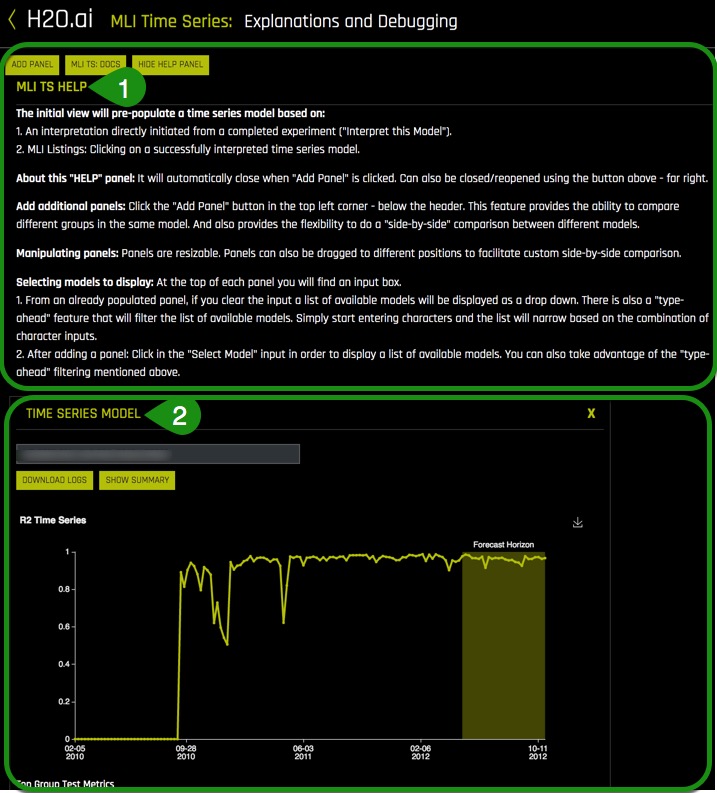 H2O.ai MLI Time Series: Explanations and Debugging
ADD PANEL MLI TS: DOCS HIDE HELP PANEL
MLI TS HELP 1
The initial view will pre-populate a time series model based on:
1. An interpretation directly initiated from a completed experiment ("Interpret this Model").
2. MLI Listings: Clicking on a successfully interpreted time series model.
About this "HELP" panel: It will automatically close when "Add Panel" is clicked. Can also be closed/reopened using the button above - far right.
Add additional panels: Click the "Add Panel" button in the top left corner - below the header. This feature provides the ability to compare
different groups in the same model. And also provides the flexibility to do a "side-by-side" comparison between different models.
Manipulating panels: Panels are resizable. Panels can also be dragged to different positions to facilitate custom side-by-side comparison.
Selecting models to display: At the top of each panel you will find an input box.
1. From an already populated panel, if you clear the input a list of available models will be displayed as a drop down. There is also a "type-
ahead" feature that will filter the list of available models. Simply start entering characters and the list will narrow based on the combination of
character inputs.
2. After adding a panel: Click in the "Select Model" input in order to display a list of available models. You can also take advantage of the "type-
ahead" filtering mentioned above.
TIME SERIES MODEL 2 X
DOWNLOAD LOGS SHOW SUMMARY
R2 Time Series
Forecast Horizon
1
0.8
0.6
0.4
0.2
0
02-05 09-28 06-03 02-06 10-11
2010 2010 2011 2012 2012
Top Group Test Metrics